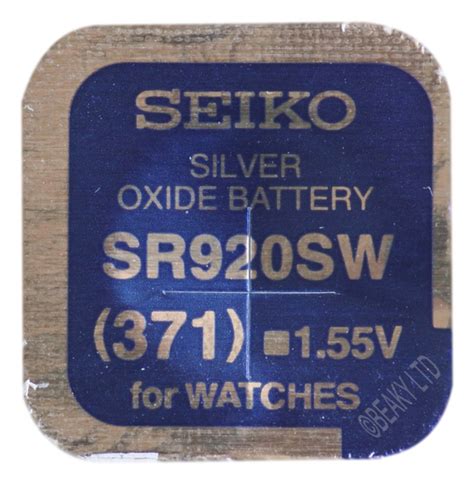 SEIKO
SILVER
OXIDE BATTERY
SR920SW
(371) ■1.55V
for WATCHES
©BEAKY LTD